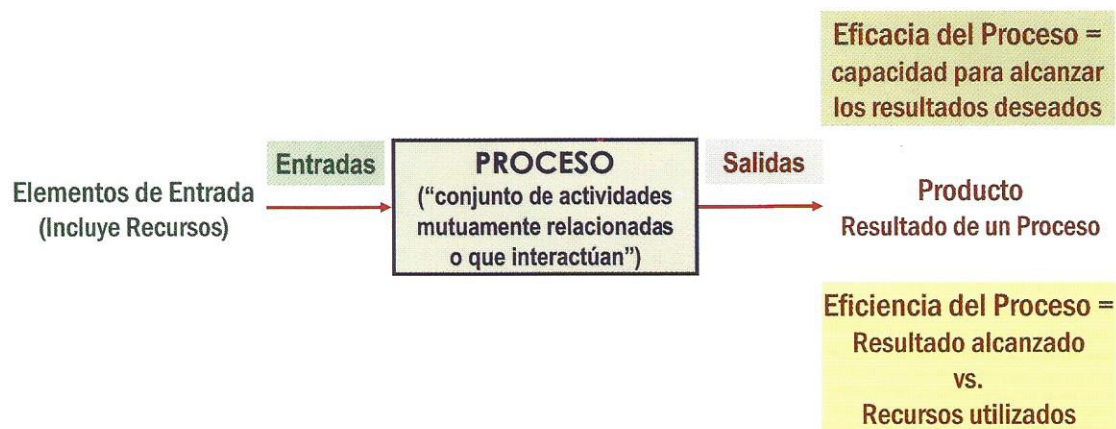 Eficacia del Proceso =
capacidad para alcanzar
los resultados deseados
Entradas
PROCESO
Salidas
Elementos de Entrada
(Incluye Recursos)
("conjunto de actividades
mutuamente relacionadas
o que interactúan")
Producto
Resultado de un Proceso
Eficiencia del Proceso =
Resultado alcanzado
vs.
Recursos utilizados